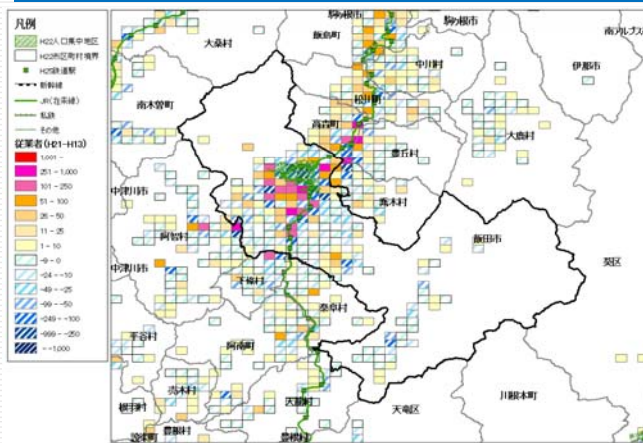 凡例
H22人口集中地区
H22市区町村境界
H25鉄道駅
新幹線
JR(在来線)
私鉄
その他
従業者(H21-H13)
1,001 -
251 - 1,000
101 - 250
51 - 100
26 - 50
11 - 25
1 - 10
-9 - 0
-24 - -10
-49 - -25
-99 - -50
-249 - -100
-999 - -250
- -1,000
駒ヶ根市
駒ヶ根市
南アルプス
大桑村
飯島町
中川村
伊那市
南木曽町
松川町
高森町
大鹿村
豊丘村
中津川市
喬木村
阿智村
飯田市
葵区
中津川市
下條村
泰阜村
平谷村
阿南町
売木村
天龍村
天竜区
川根本町
根羽村
豊根村
設楽町
豊根村